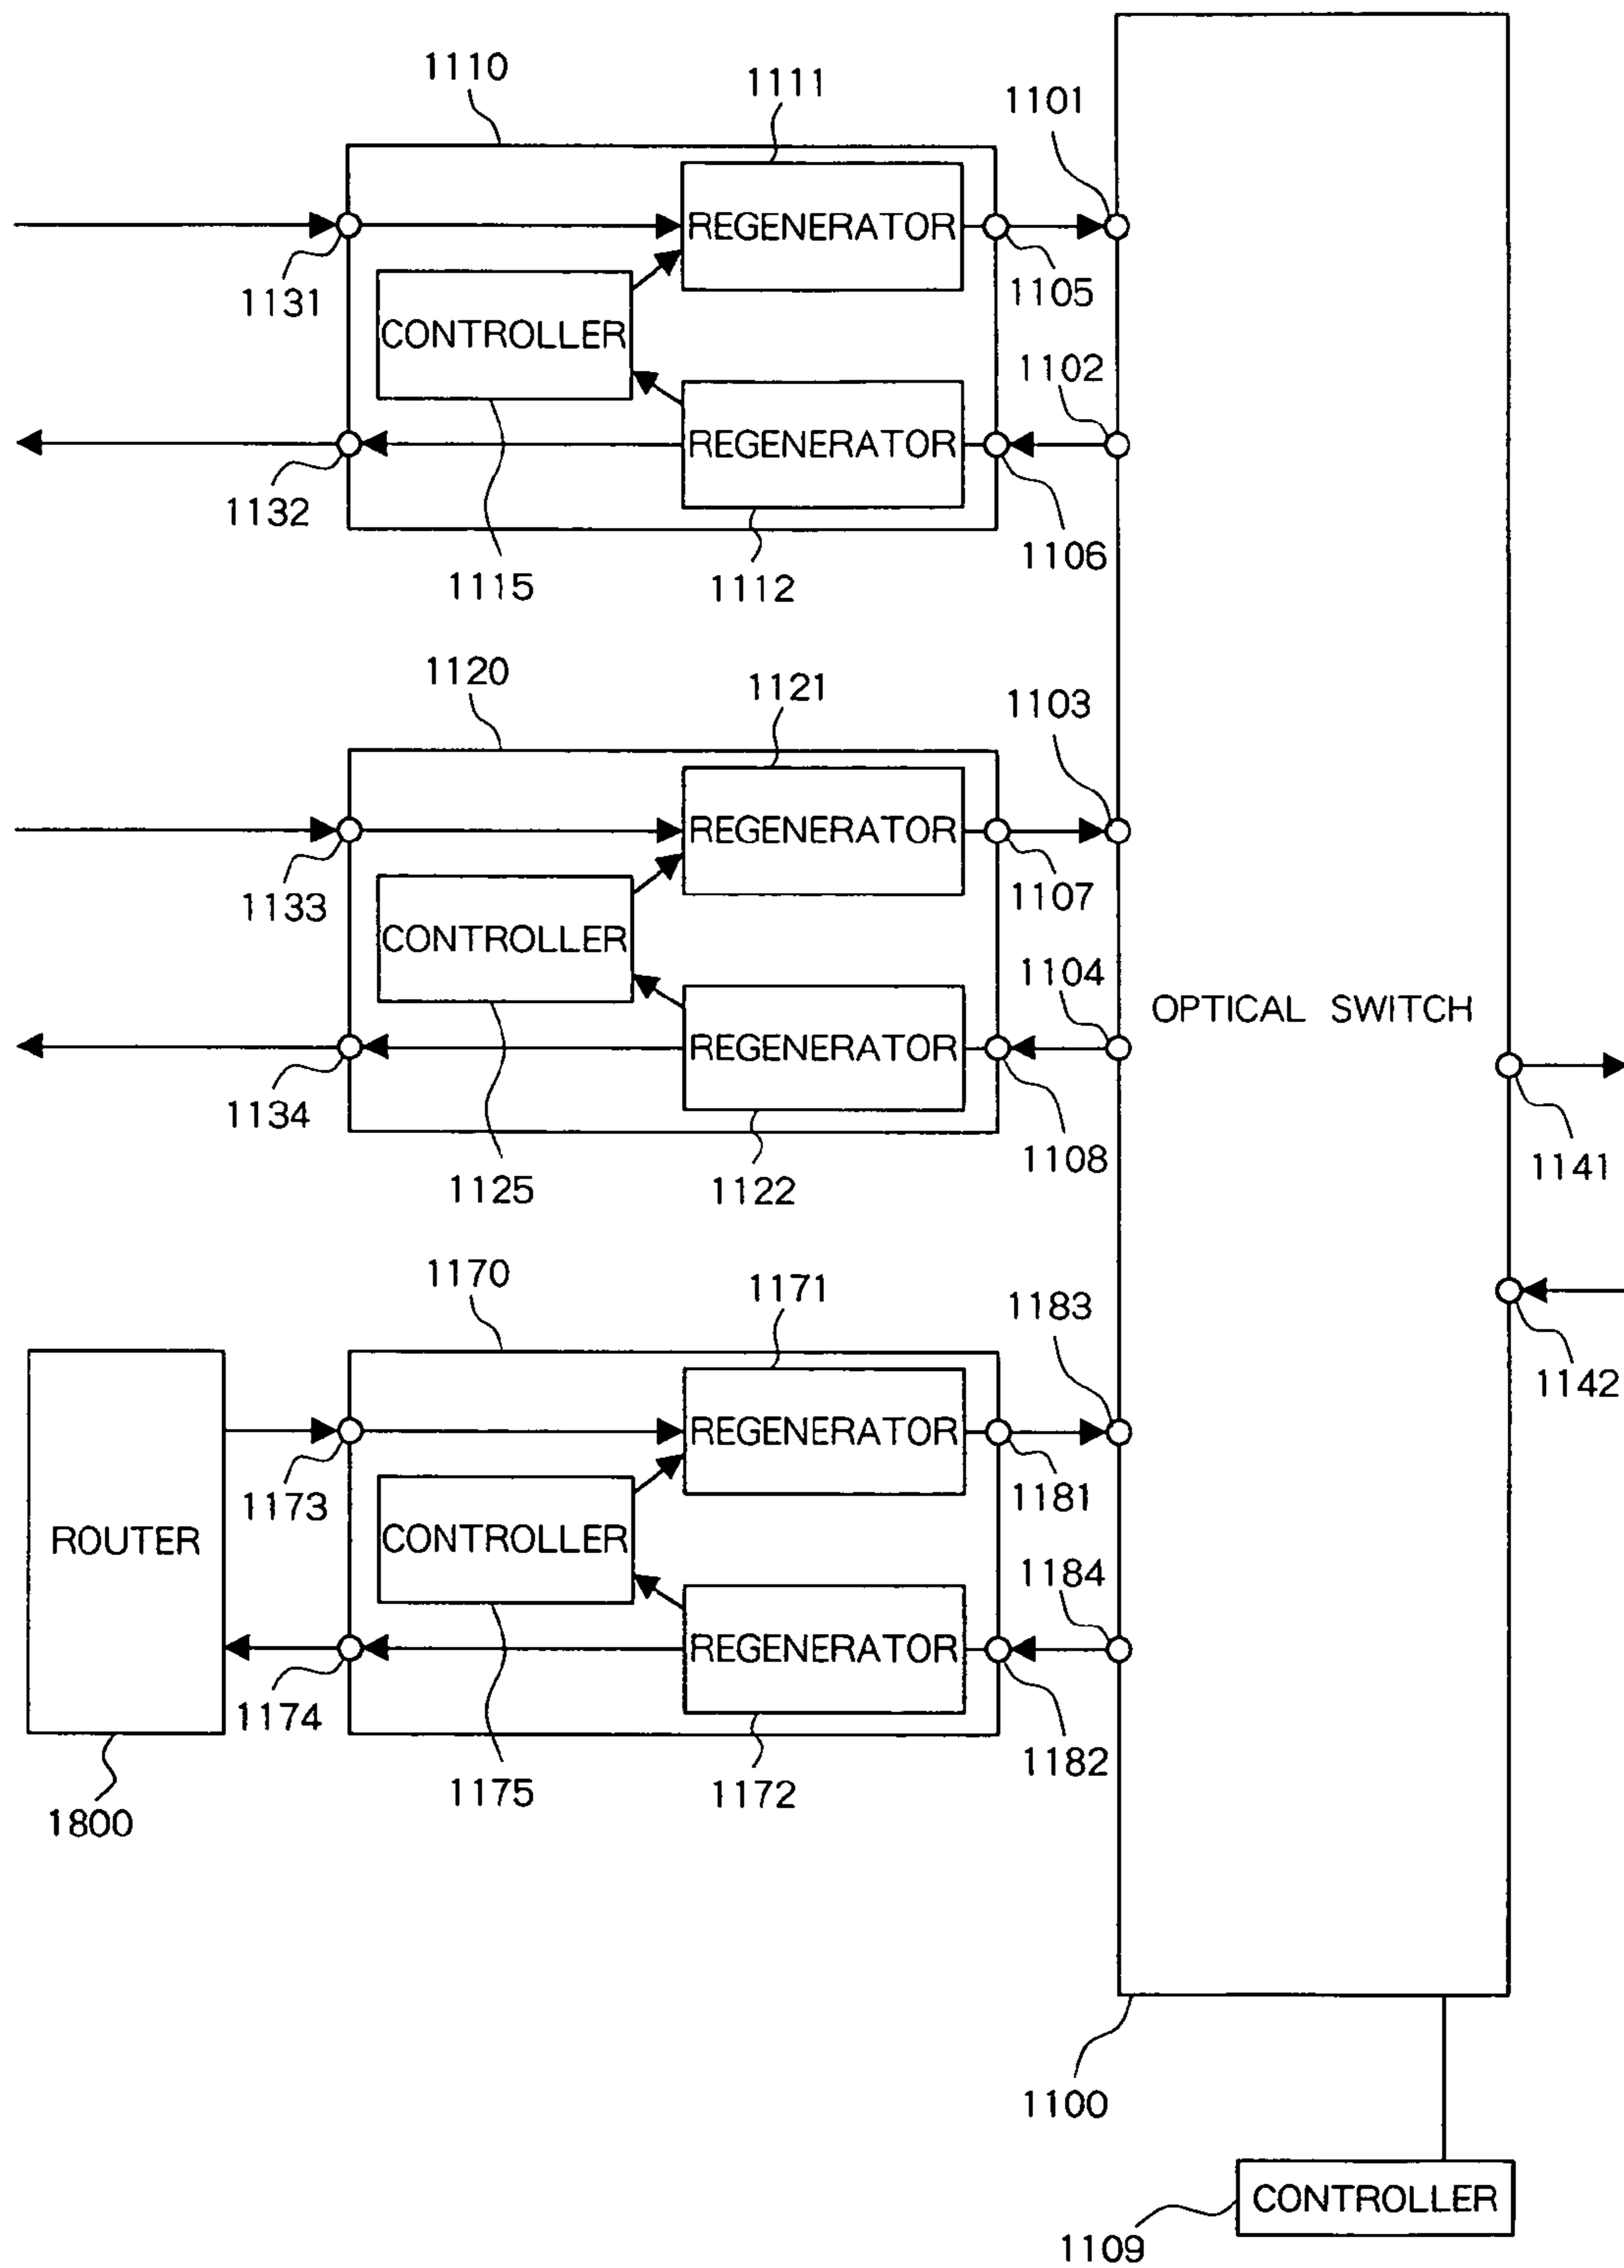 1110
1111
1101
REGENERATOR
1131
1105
CONTROLLER
1102
REGENERATOR
1132
1106
1115
1112
1120
1121
1103
REGENERATOR
1133
1107
CONTROLLER
1104
OPTICAL SWITCH
REGENERATOR
1134
1108
1141
1125
1122
1170
1171
1183
1142
REGENERATOR
1173
1181
ROUTER
CONTROLLER
1184
REGENERATOR
1174
1182
1175
1172
1800
1100
CONTROLLER
1109